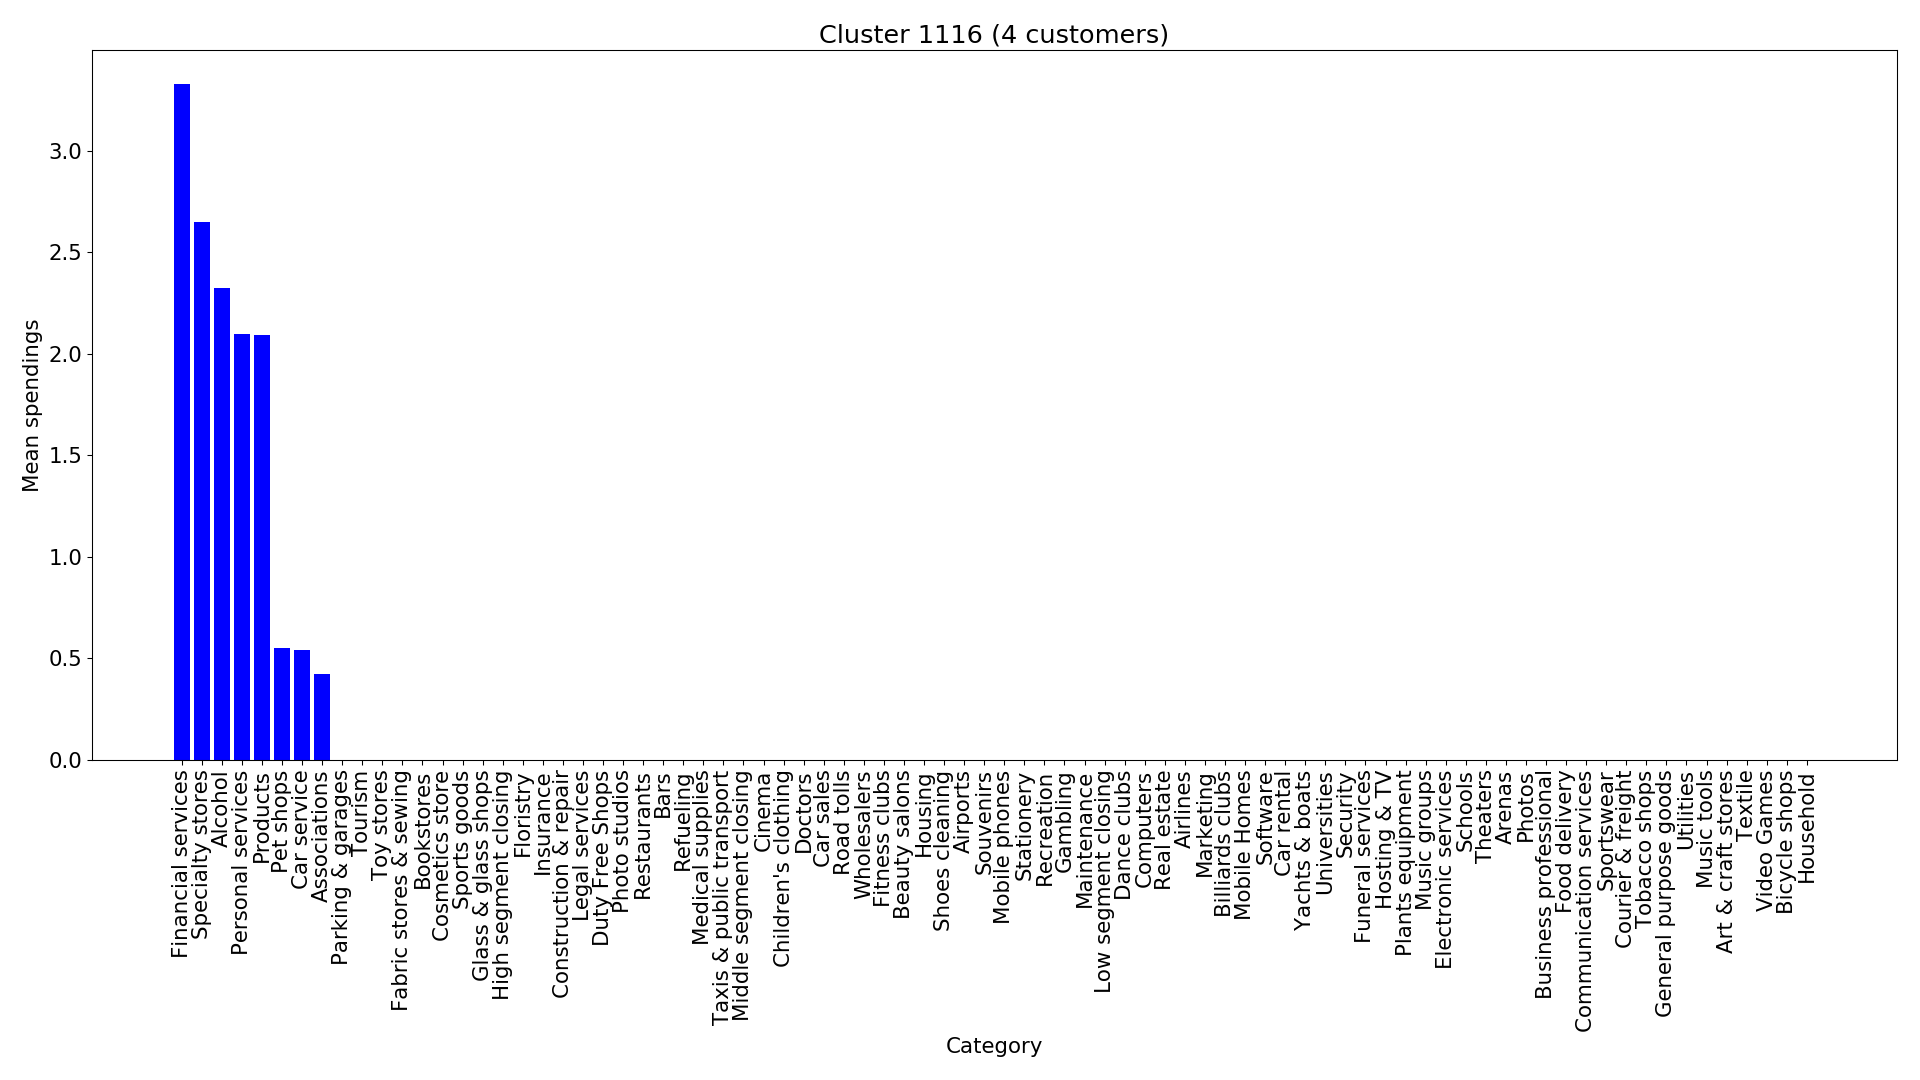 Cluster 1116 (4 customers)
Mean spendings
3.0
2.5
2.0
1.5
1.0
0.5
0.0
Financial services
Specialty stores
Alcohol
Personal services
Products
Pet shops
Car service
Associations
Parking & garages
Tourism
Toy stores
Fabric stores & sewing
Bookstores
Cosmetics store
Sports goods
Glass & glass shops
High segment closing
Floristry
Insurance
Construction & repair
Legal services
Duty Free Shops
Photo studios
Restaurants
Bars
Refuelling
Medical supplies
Taxis & public transport
Middle segment closing
Cinema
Children's clothing
Doctors
Car sales
Road tolls
Wholesalers
Fitness clubs
Beauty salons
Housing
Shoes cleaning
Airports
Souvenirs
Mobile phones
Stationery
Recreation
Gambling
Maintenance
Low segment closing
Dance clubs
Computers
Real estate
Airlines
Marketing
Billiards clubs
Mobile Homes
Software
Car rental
Yachts & boats
Universities
Security
Funeral services
Hosting & TV
Plants equipment
Music groups
Electronic services
Schools
Theaters
Arenas
Photos
Business professional
Food delivery
Communication services
Sportswear
Courier & freight
Tobacco shops
General purpose goods
Utilities
Music tools
Art & craft stores
Textile
Video Games
Bicycle shops
Household
Category